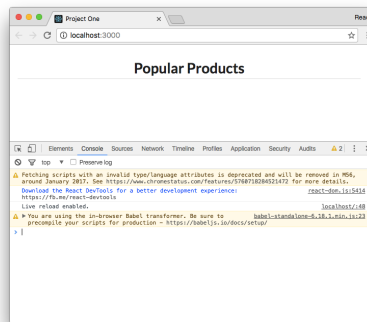 Project One
Reac
localhost:3000
Popular Products
Elements Console Sources Network Timeline Profiles Application Security Audits 2
top Preserve log
Fetching scripts with an invalid type/language attributes is deprecated and will be removed in M56,
around January 2017. See https://www.chromestatus.com/features/5760718284521472 for more details.
Download the React DevTools for a better development experience: react-dom.js:5414
https://fb.me/react-devtools
Live reload enabled. localhost/:48
You are using the in-browser Babel transformer. Be sure to babel-standalone-6.18.1.min.js:23
precompile your scripts for production - https://babeljs.io/docs/setup/